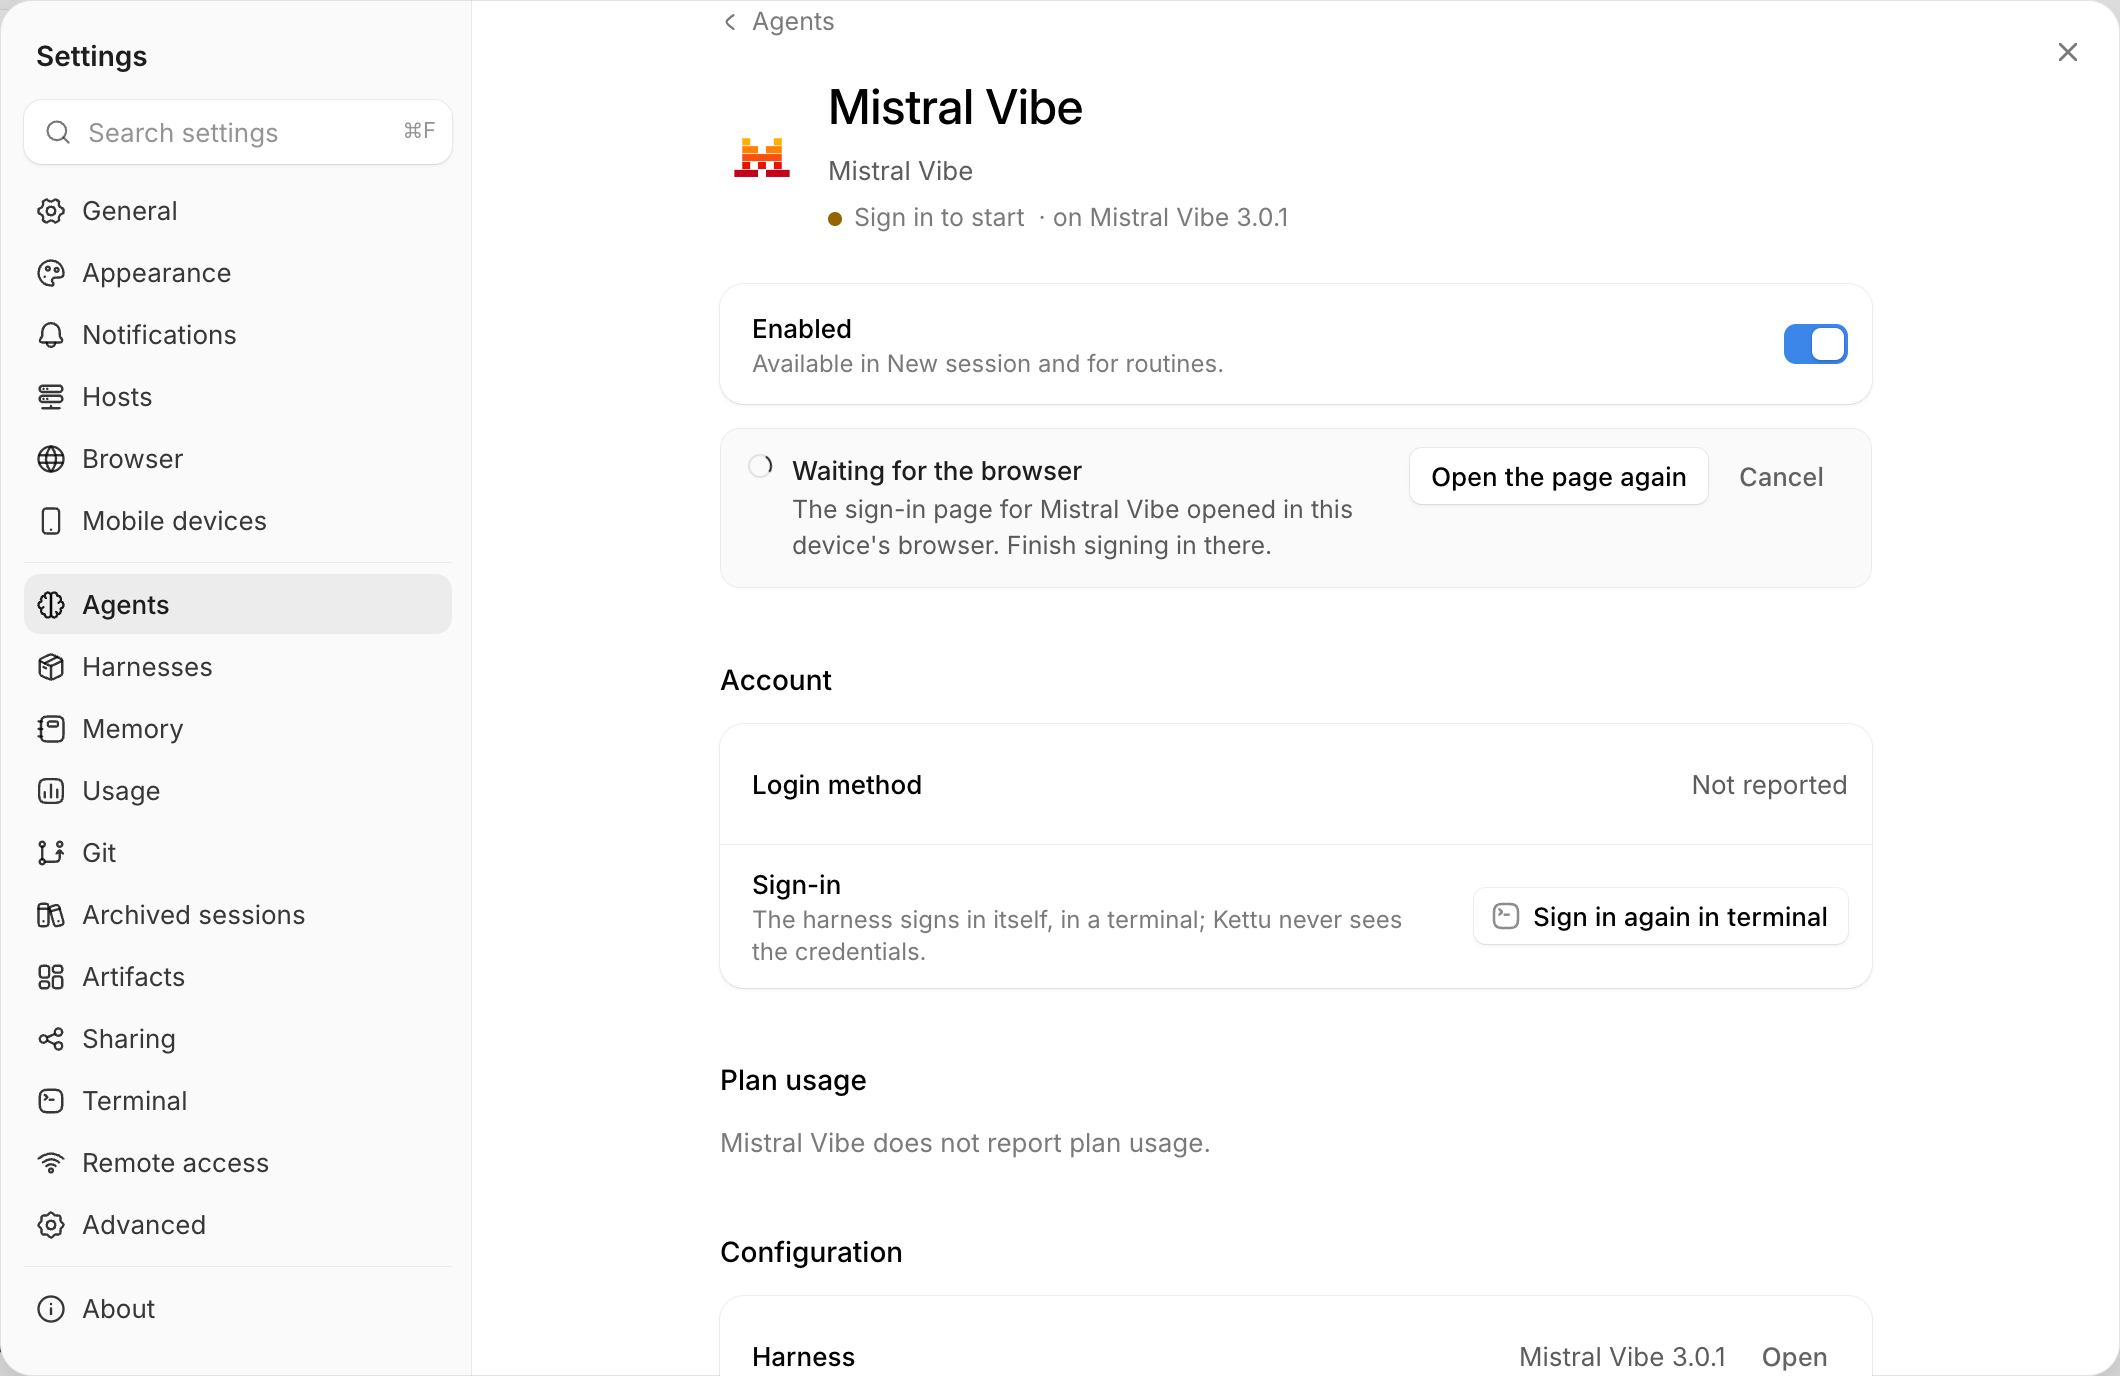 Settings
Search settings ⌘F
General
Appearance
Notifications
Hosts
Browser
Mobile devices
Agents
Harnesses
Memory
Usage
Git
Archived sessions
Artifacts
Sharing
Terminal
Remote access
Advanced
About
Agents
Mistral Vibe
Mistral Vibe
Sign in to start · on Mistral Vibe 3.0.1
Enabled
Available in New session and for routines.
Waiting for the browser
The sign-in page for Mistral Vibe opened in this
device's browser. Finish signing in there.
Open the page again Cancel
Account
Login method Not reported
Sign-in
The harness signs in itself, in a terminal; Kettu never sees
the credentials.
Sign in again in terminal
Plan usage
Mistral Vibe does not report plan usage.
Configuration
Harness Mistral Vibe 3.0.1 Open